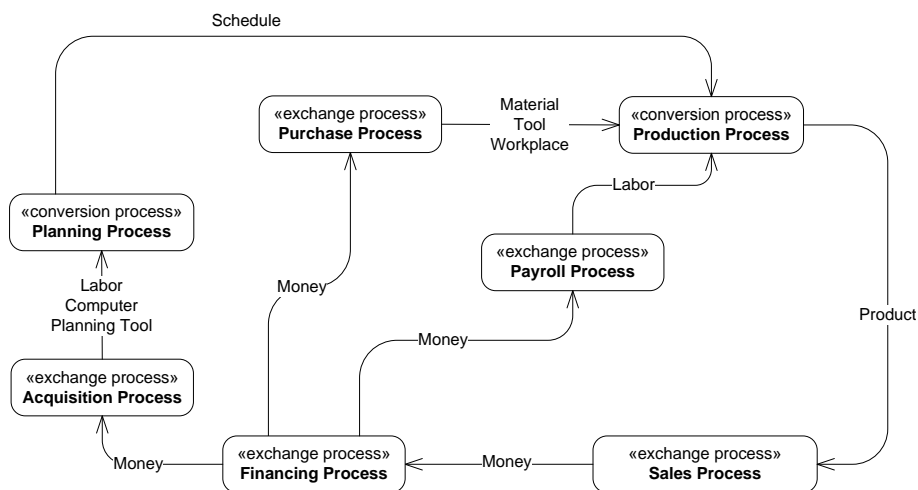 Schedule
«exchange process»
Purchase Process
Material
Tool
Workplace
«conversion process»
Production Process
Labor
«conversion process»
Planning Process
«exchange process»
Payroll Process
Labor
Computer
Planning Tool
Money
Product
Money
«exchange process»
Acquisition Process
Money
«exchange process»
Financing Process
Money
«exchange process»
Sales Process